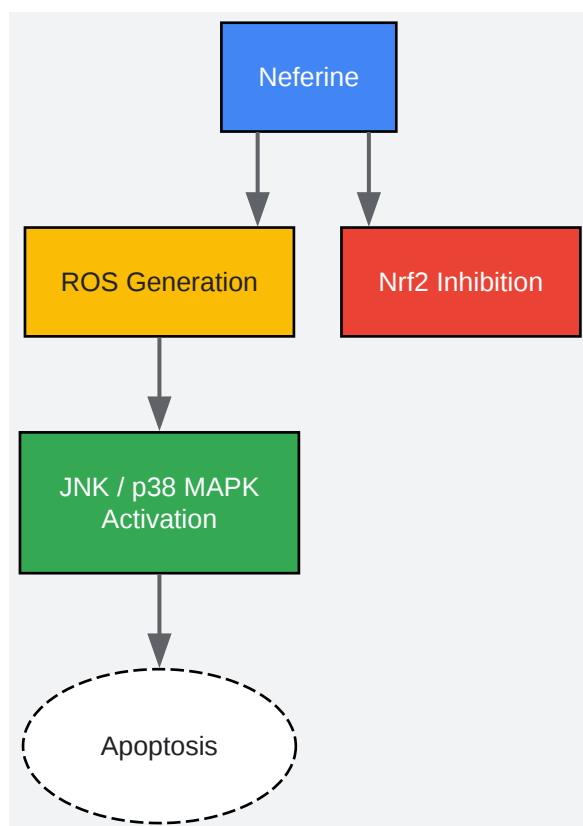 Neferine
ROS Generation
Nrf2 Inhibition
JNK / p38 MAPK
Activation
Apoptosis